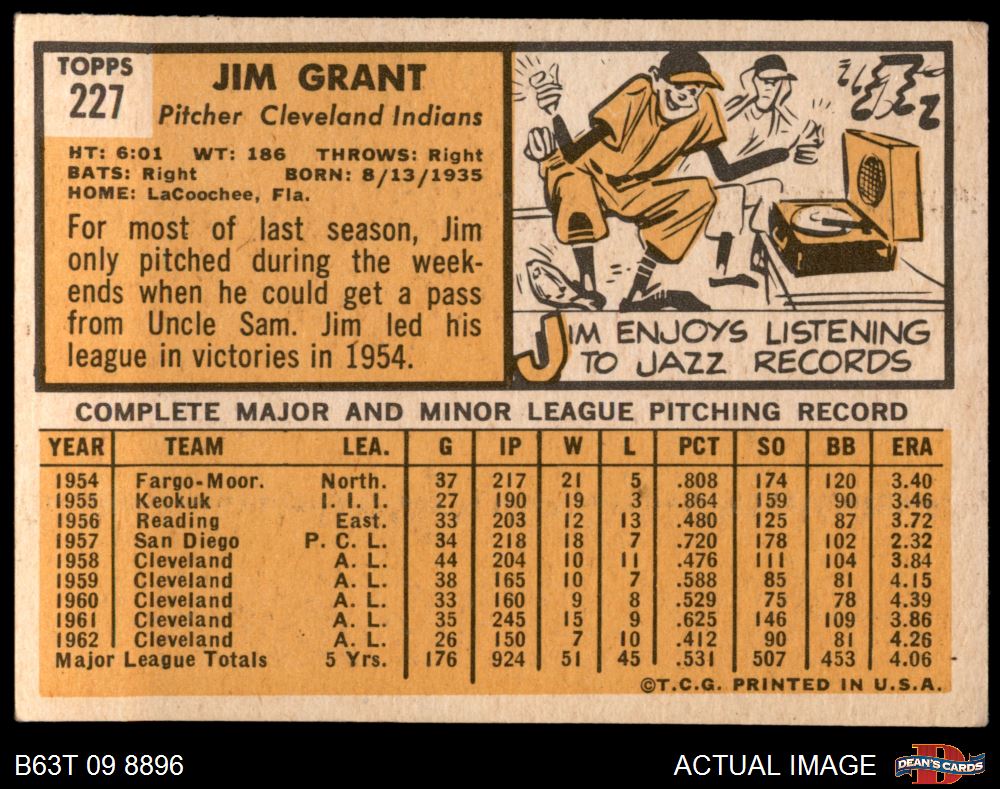 TOPPS
227
JIM GRANT
Pitcher Cleveland Indians
HT: 6:01 WT: 186 THROWS: Right
BATS: Right BORN: 8/13/1935
HOME: LaCoochee, Fla.
For most of last season, Jim
only pitched during the week-
ends when he could get a pass
from Uncle Sam. Jim led his
league in victories in 1954.
JIM ENJOYS LISTENING
TO JAZZ RECORDS
COMPLETE MAJOR AND MINOR LEAGUE PITCHING RECORD
YEAR TEAM LEA. G IP W L PCT SO BB ERA
1954 Fargo-Moor. North. 37 217 21 5 .808 174 120 3.40
1955 Keokuk I. I. I. 27 190 19 3 .864 159 90 3.46
1956 Reading East. 33 203 12 13 .480 125 87 3.72
1957 San Diego P. C. L. 34 218 18 7 .720 178 102 2.32
1958 Cleveland A. L. 44 204 10 11 .476 111 104 3.84
1959 Cleveland A. L. 38 165 10 7 .588 85 81 4.15
1960 Cleveland A. L. 33 160 9 8 .529 75 78 4.39
1961 Cleveland A. L. 35 245 15 9 .625 146 109 3.86
1962 Cleveland A. L. 26 150 7 10 .412 90 81 4.26
Major League Totals 5 Yrs. 176 924 51 45 .531 507 453 4.06
©T.C.G. PRINTED IN U.S.A.
B63T 09 8896
ACTUAL IMAGE
DEAN'S CARDS